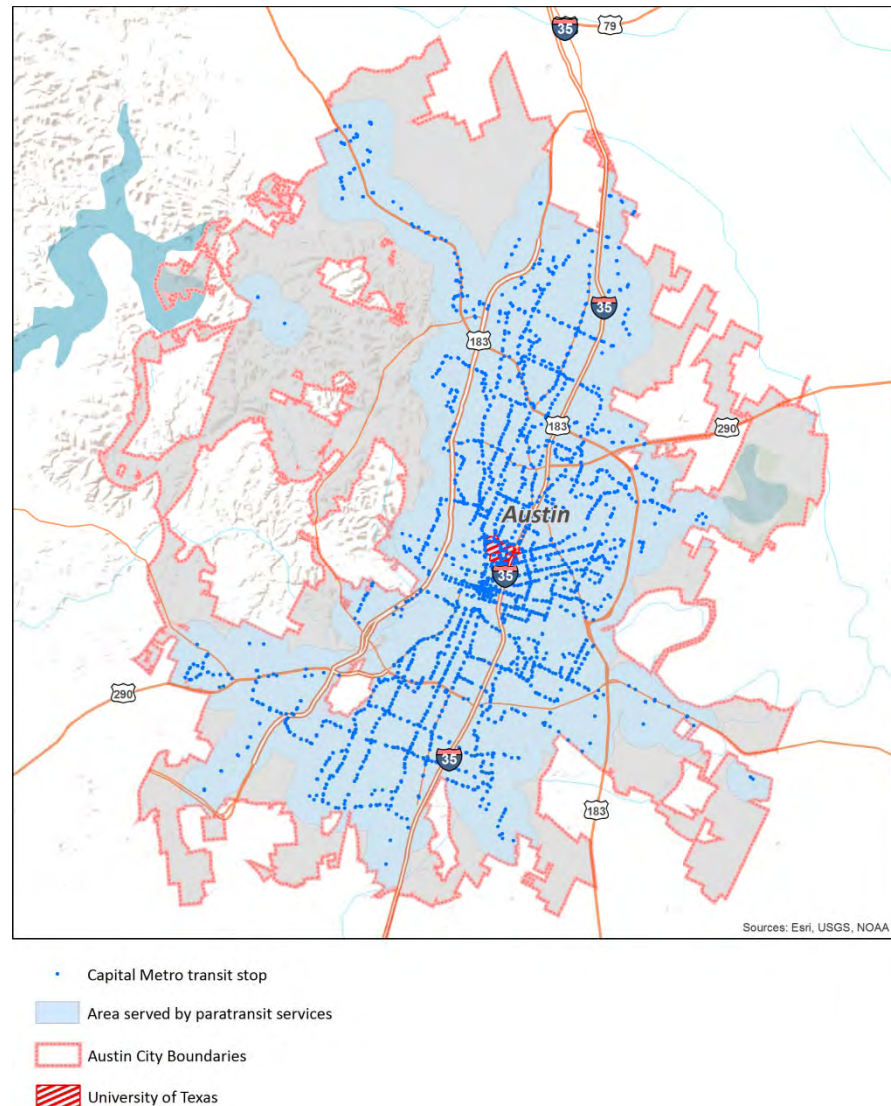 35
79
35
183
183
290
Austin
35
290
35
183
Sources: Esri, USGS, NOAA
Capital Metro transit stop
Area served by paratransit services
Austin City Boundaries
University of Texas